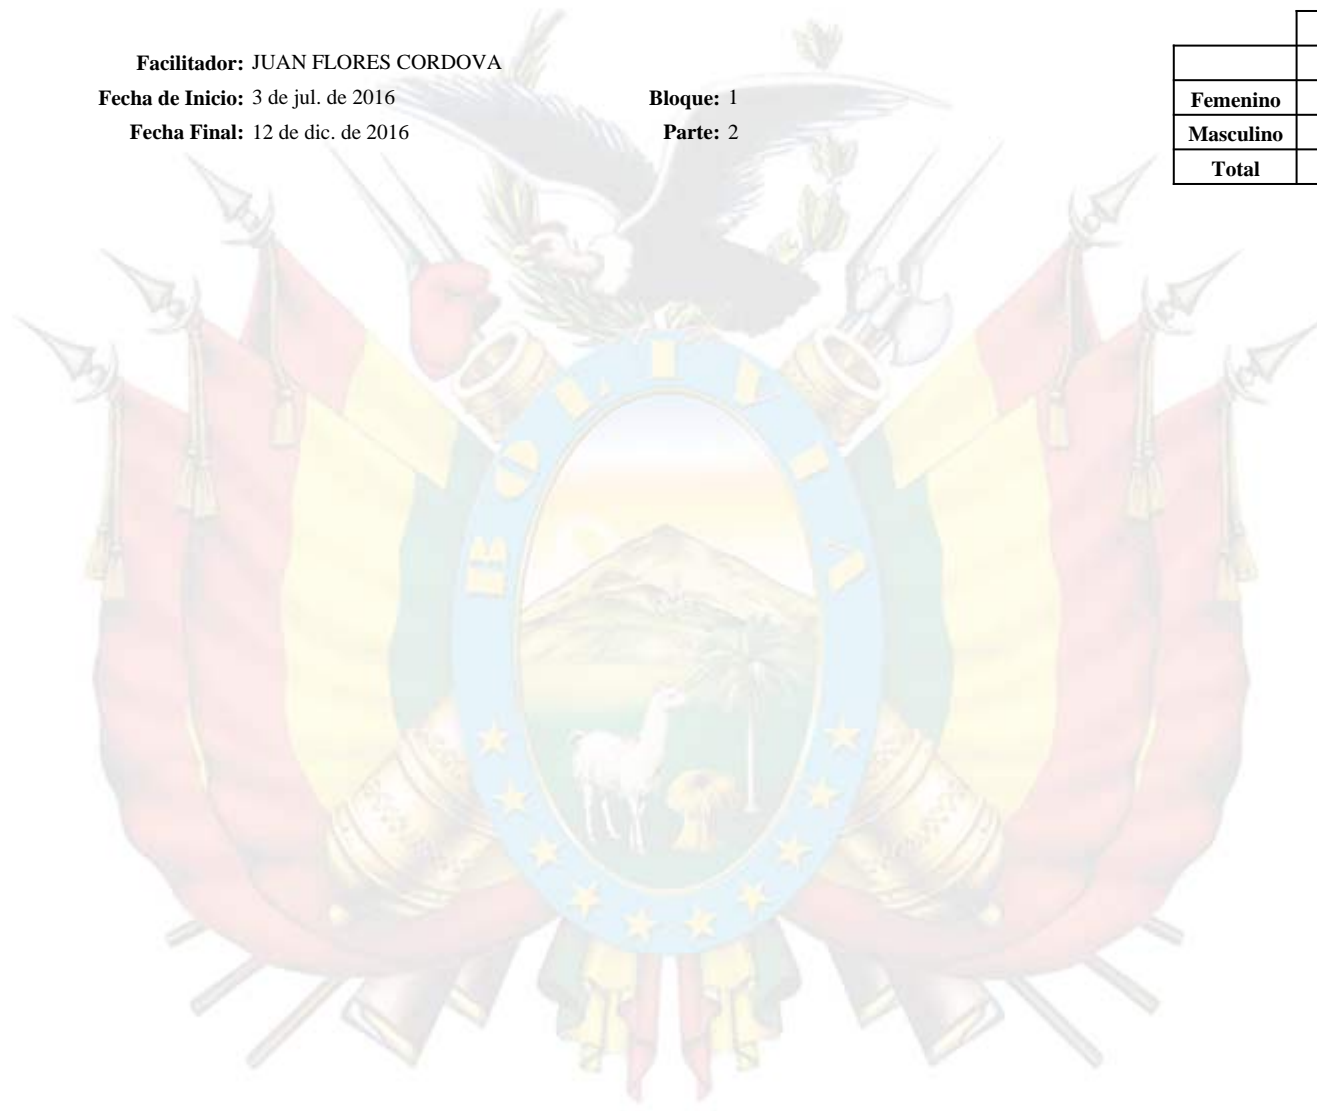 Facilitador: JUAN FLORES CORDOVA
Fecha de Inicio: 3 de jul. de 2016 Bloque: 1
Fecha Final: 12 de dic. de 2016 Parte: 2
Femenino
Masculino
Total
BOLIVIA